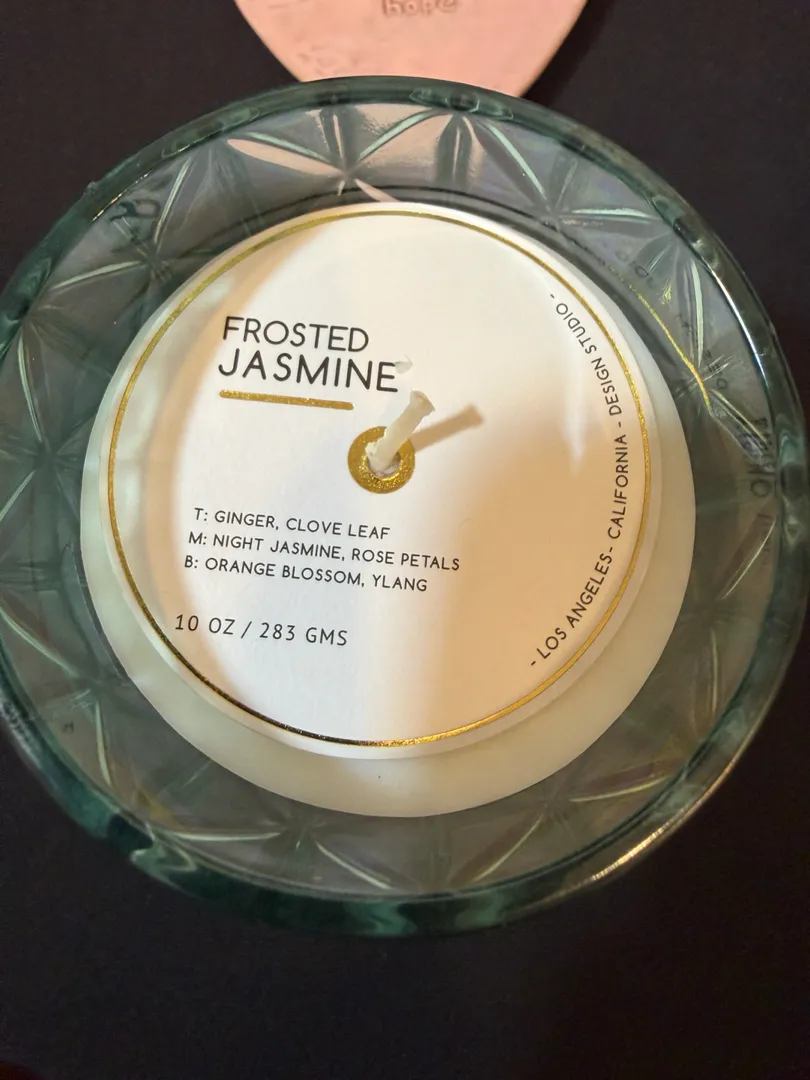 hope
FROSTED
JASMINE
T: GINGER, CLOVE LEAF
M: NIGHT JASMINE, ROSE PETALS
B: ORANGE BLOSSOM, YLANG
10 OZ / 283 GMS
- LOS ANGELES- CALIFORNIA - DESIGN STUDIO -